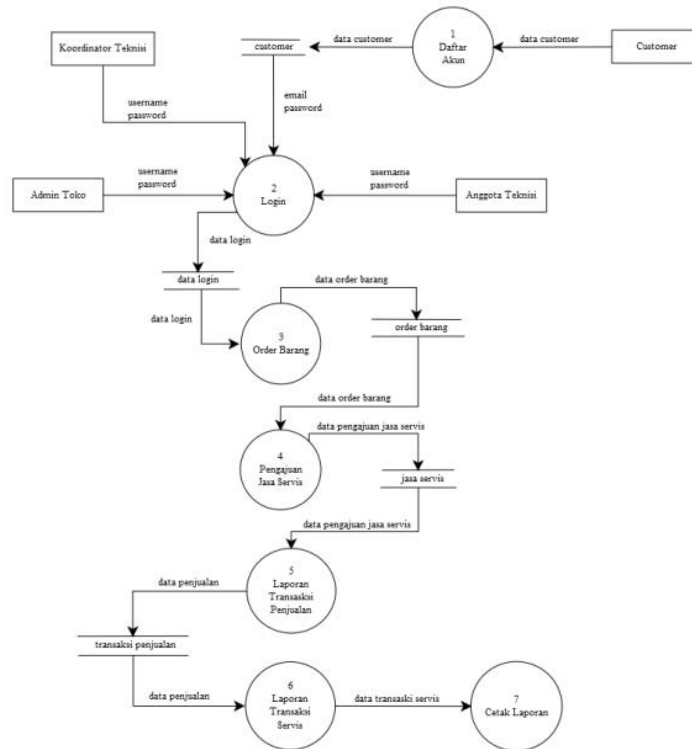 1
Daftar
Akun
Koordinator Teknisi
customer
data customer
data customer
Customer
email
password
username
password
username
password
username
password
Admin Toko
2
Login
Anggota Teknisi
data login
data login
data order barang
data login
3
Order Barang
order barang
data order barang
data pengajuan jasa servis
4
Pengajuan
Jasa Servis
jasa servis
data pengajuan jasa servis
5
Laporan
Transasksi
Penjualan
data penjualan
transaksi penjualan
data penjualan
6
Laporan
Transaksi
Servis
data transaski servis
7
Cetak Laporan